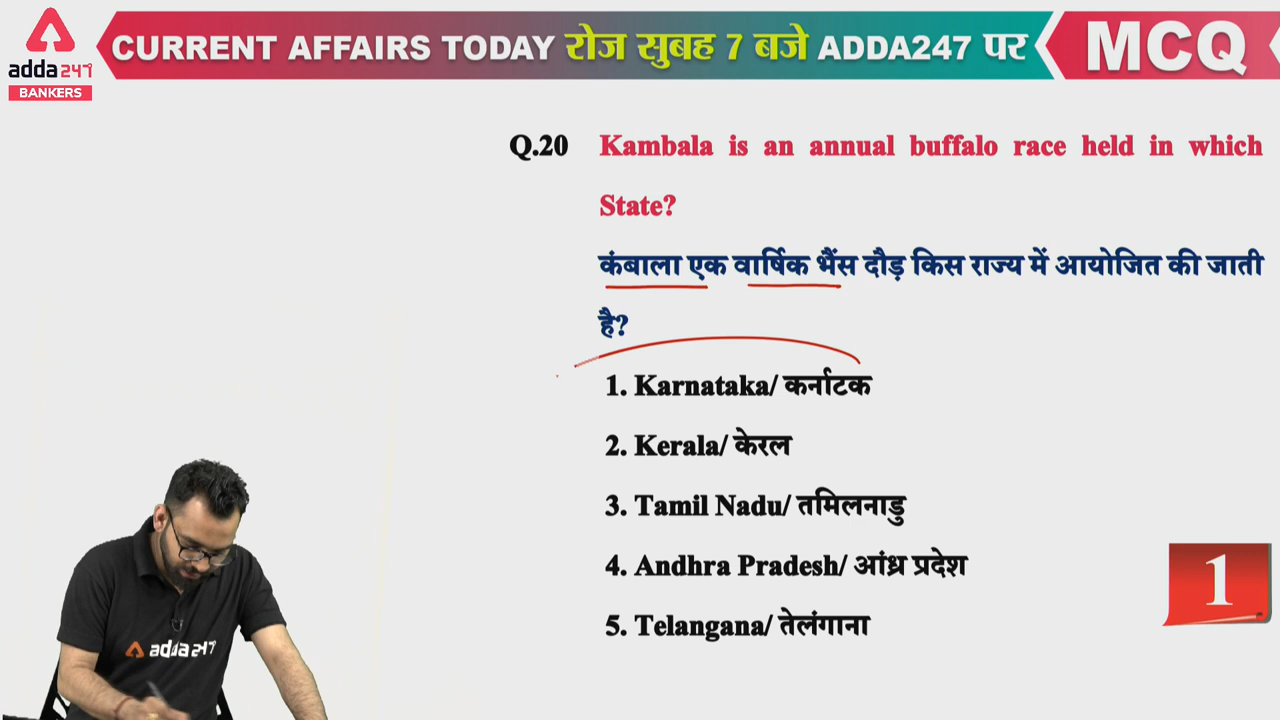 CURRENT AFFAIRS TODAY रोज सुबह 7 बजे ADDA247 पर
MCQ
adda247
BANKERS
Q.20 Kambala is an annual buffalo race held in which
State?
कंबाला एक वार्षिक भैंस दौड़ किस राज्य में आयोजित की जाती
है?
1. Karnataka/ कर्नाटक
2. Kerala/ केरल
3. Tamil Nadu/ तमिलनाडु
4. Andhra Pradesh/ आंध्र प्रदेश
5. Telangana/ तेलंगाना
1
adda247